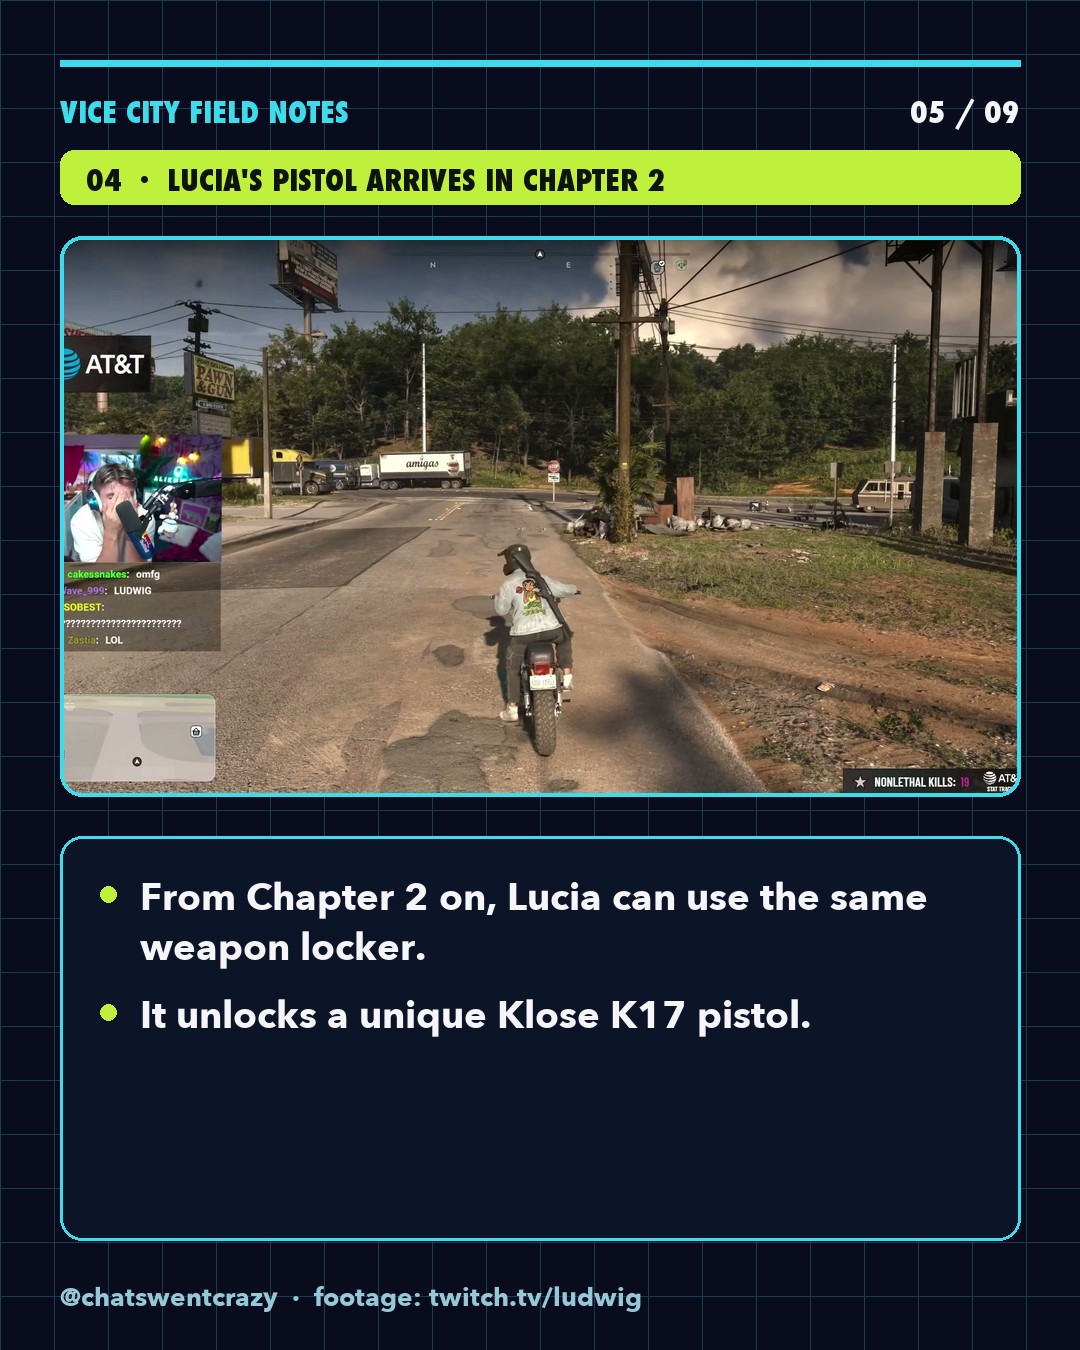 VICE CITY FIELD NOTES
05 / 09
04 · LUCIA'S PISTOL ARRIVES IN CHAPTER 2
N
E
AT&T
PAWN
& GUN
amigas
cakessnakes: omfg
ave_999: LUDWIG
SOBEST:
???????????????????????
Zastia: LOL
NONLETHAL KILLS: 19
AT&
From Chapter 2 on, Lucia can use the same
weapon locker.
It unlocks a unique Klose K17 pistol.
@chatswentcrazy · footage: twitch.tv/ludwig